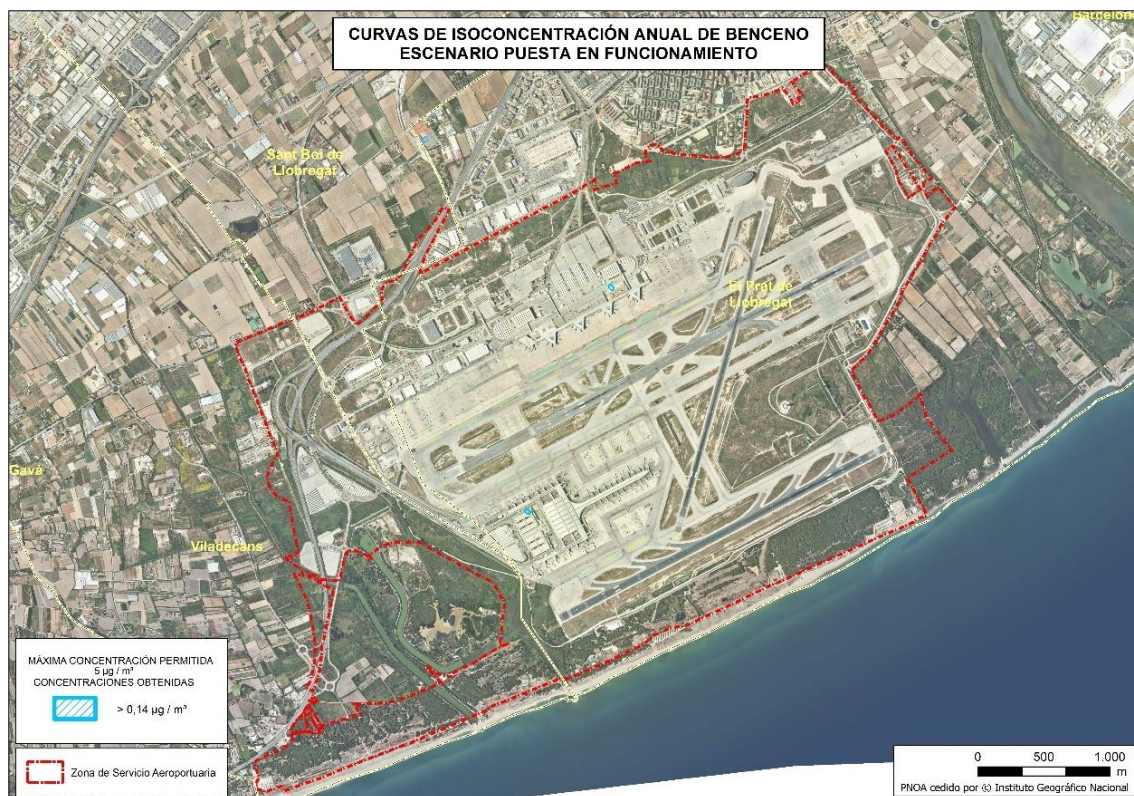 CURVAS DE ISOCONCENTRACIÓN ANUAL DE BENCENO
ESCENARIO PUESTA EN FUNCIONAMIENTO
Barcelona
Sant Boi de
Llobregat
El Prat de
Llobregat
Gavà
Viladecans
MÁXIMA CONCENTRACIÓN PERMITIDA
5 µg / m³
CONCENTRACIONES OBTENIDAS
> 0,14 µg / m³
Zona de Servicio Aeroportuaria
0 500 1.000
m
PNOA cedido por © Instituto Geográfico Nacional